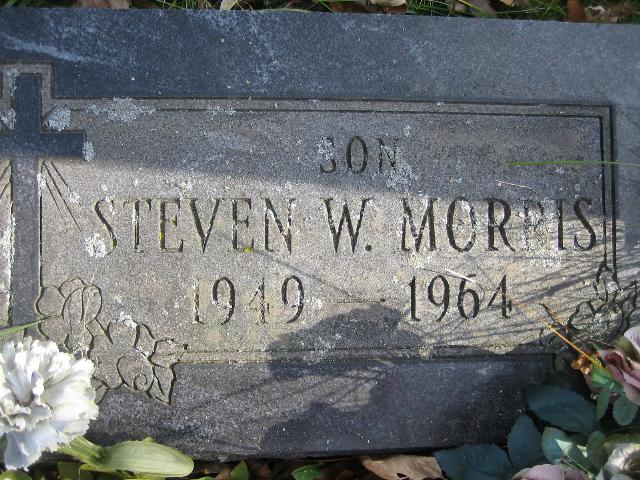 SON
STEVEN W. MORRIS
1949 — 1964